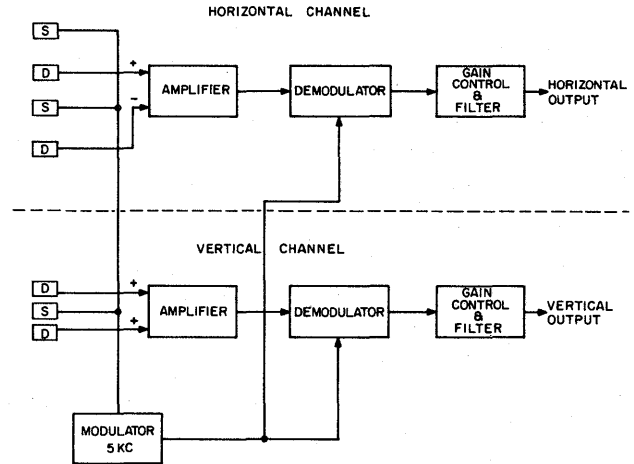 HORIZONTAL CHANNEL
S
D
+
S
−
D
AMPLIFIER
DEMODULATOR
GAIN
CONTROL
&
FILTER
HORIZONTAL
OUTPUT
VERTICAL CHANNEL
D
+
S
D
+
AMPLIFIER
DEMODULATOR
GAIN
CONTROL
&
FILTER
VERTICAL
OUTPUT
MODULATOR
5 KC